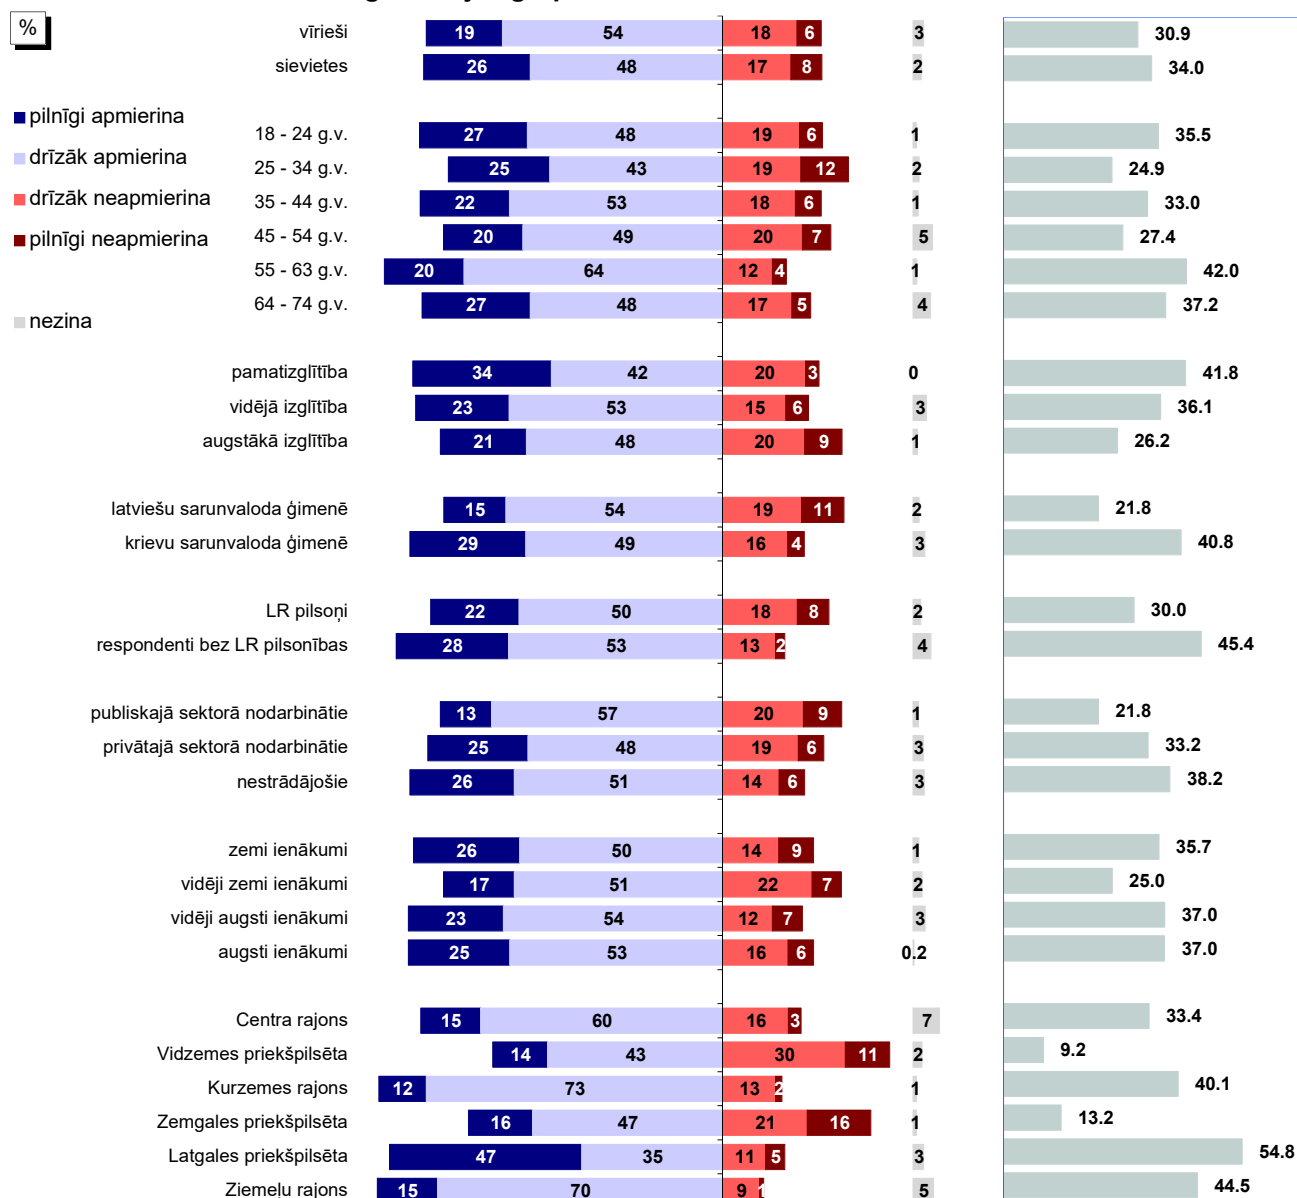 %
pilnīgi apmierina
drīzāk apmierina
drīzāk neapmierina
pilnīgi neapmierina
nezina
vīrieši 19 54 18 6 3 30.9
sievietes 26 48 17 8 2 34.0
18 - 24 g.v. 27 48 19 6 1 35.5
25 - 34 g.v. 25 43 19 12 2 24.9
35 - 44 g.v. 22 53 18 6 1 33.0
45 - 54 g.v. 20 49 20 7 5 27.4
55 - 63 g.v. 20 64 12 4 1 42.0
64 - 74 g.v. 27 48 17 5 4 37.2
pamatizglītība 34 42 20 3 0 41.8
vidējā izglītība 23 53 15 6 3 36.1
augstākā izglītība 21 48 20 9 1 26.2
latviešu sarunvaloda ģimenē 15 54 19 11 2 21.8
krievu sarunvaloda ģimenē 29 49 16 4 3 40.8
LR pilsoņi 22 50 18 8 2 30.0
respondenti bez LR pilsonības 28 53 13 2 4 45.4
publiskajā sektorā nodarbinātie 13 57 20 9 1 21.8
privātajā sektorā nodarbinātie 25 48 19 6 3 33.2
nestrādājošie 26 51 14 6 3 38.2
zemi ienākumi 26 50 14 9 1 35.7
vidēji zemi ienākumi 17 51 22 7 2 25.0
vidēji augsti ienākumi 23 54 12 7 3 37.0
augsti ienākumi 25 53 16 6 0.2 37.0
Centra rajons 15 60 16 3 7 33.4
Vidzemes priekšpilsēta 14 43 30 11 2 9.2
Kurzemes rajons 12 73 13 2 1 40.1
Zemgales priekšpilsēta 16 47 21 16 1 13.2
Latgales priekšpilsēta 47 35 11 5 3 54.8
Ziemeļu rajons 15 70 9 1 5 44.5